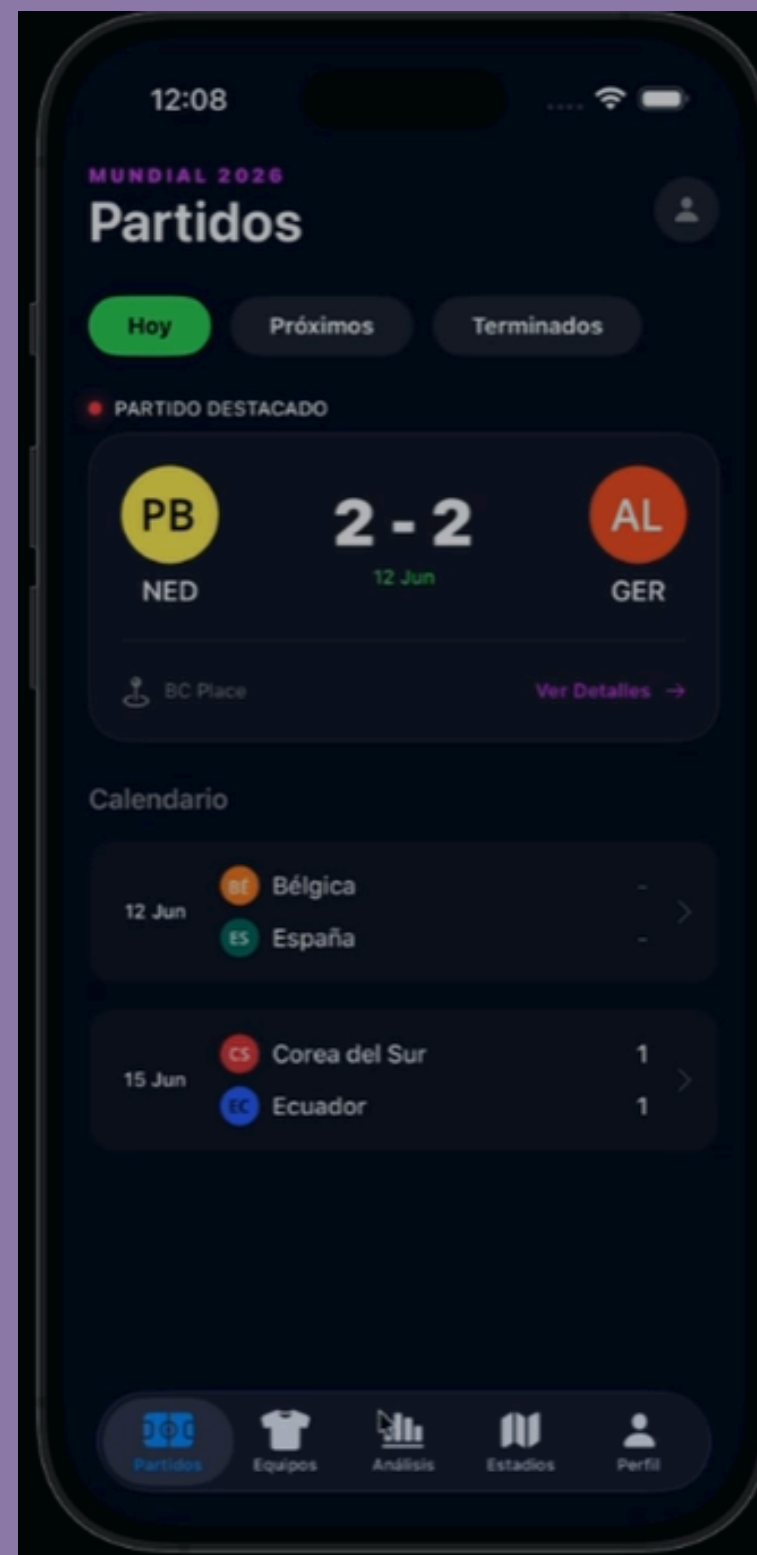 12:08
MUNDIAL 2026
Partidos
Hoy Próximos Terminados
PARTIDO DESTACADO
PB 2 - 2 AL
12 Jun
NED GER
BC Place Ver Detalles →
Calendario
BÉ Bélgica -
12 Jun
ES España -
CS Corea del Sur 1
15 Jun
EC Ecuador 1
Partidos Equipos Análisis Estadios Perfil